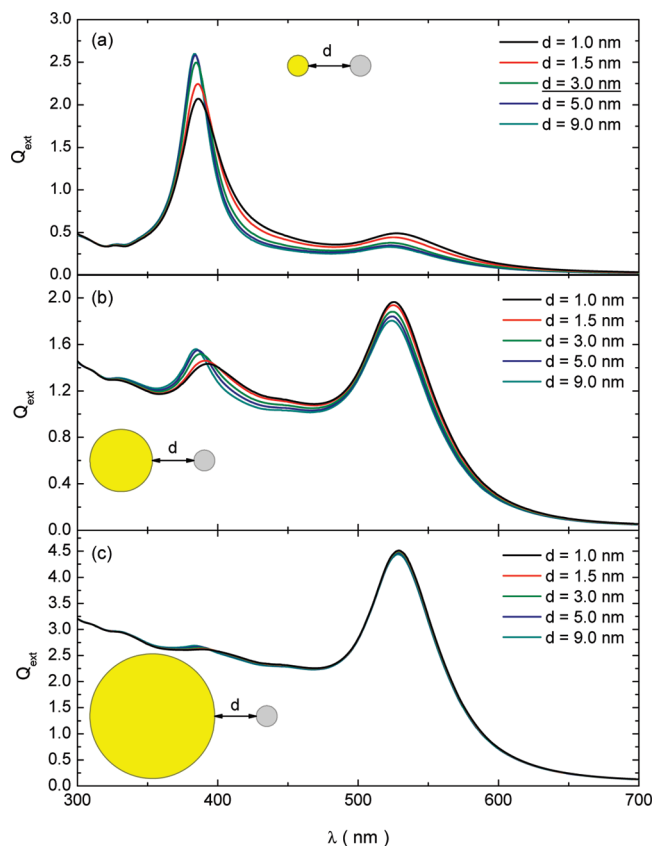 (a)
d
d = 1.0 nm
d = 1.5 nm
d = 3.0 nm
d = 5.0 nm
d = 9.0 nm
3.0
2.5
2.0
1.5
1.0
0.5
0.0
Qext
(b)
d
d = 1.0 nm
d = 1.5 nm
d = 3.0 nm
d = 5.0 nm
d = 9.0 nm
2.0
1.6
1.2
0.8
0.4
0.0
Qext
(c)
d
d = 1.0 nm
d = 1.5 nm
d = 3.0 nm
d = 5.0 nm
d = 9.0 nm
4.5
4.0
3.5
3.0
2.5
2.0
1.5
1.0
0.5
0.0
Qext
300 400 500 600 700
λ ( nm )